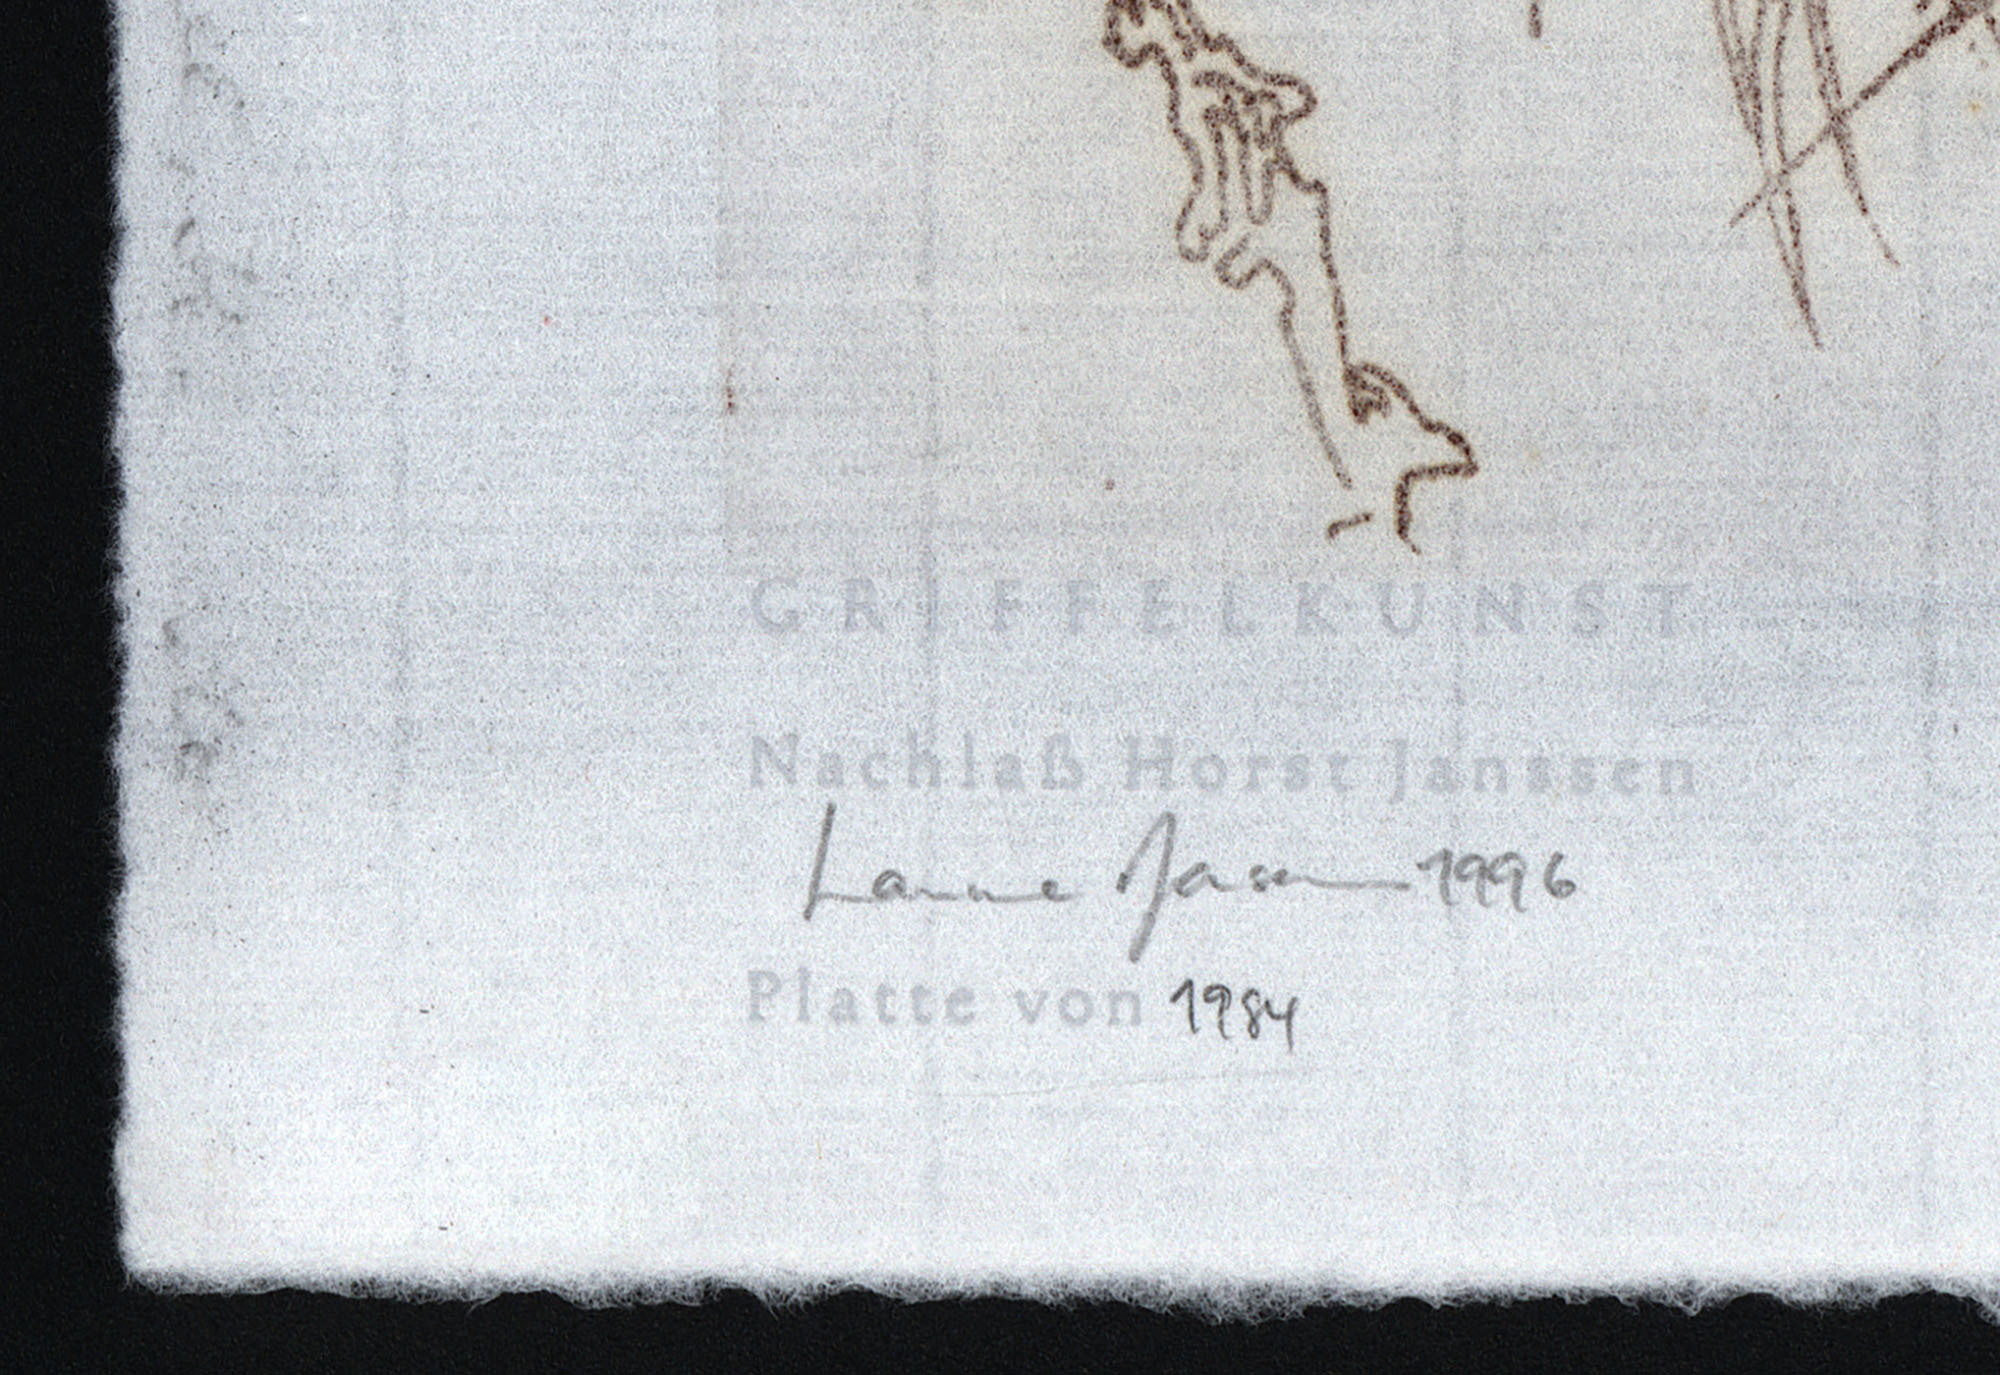 GRIFFELKUNST
Nachlaß Horst Janssen
Lamme Janssen 1996
Platte von 1984